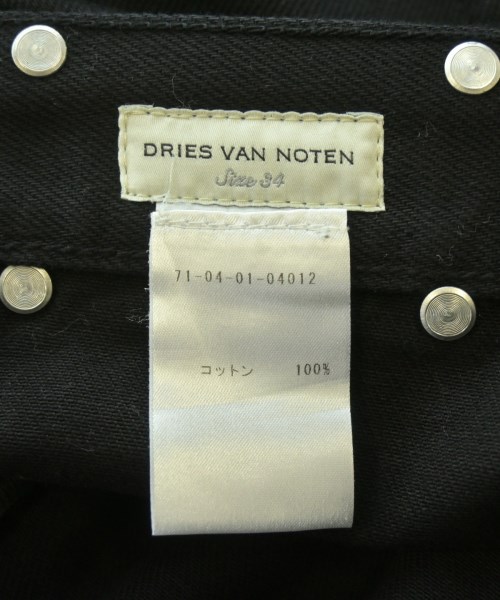 DRIES VAN NOTEN
Size 34
71-04-01-04012
コットン 100%